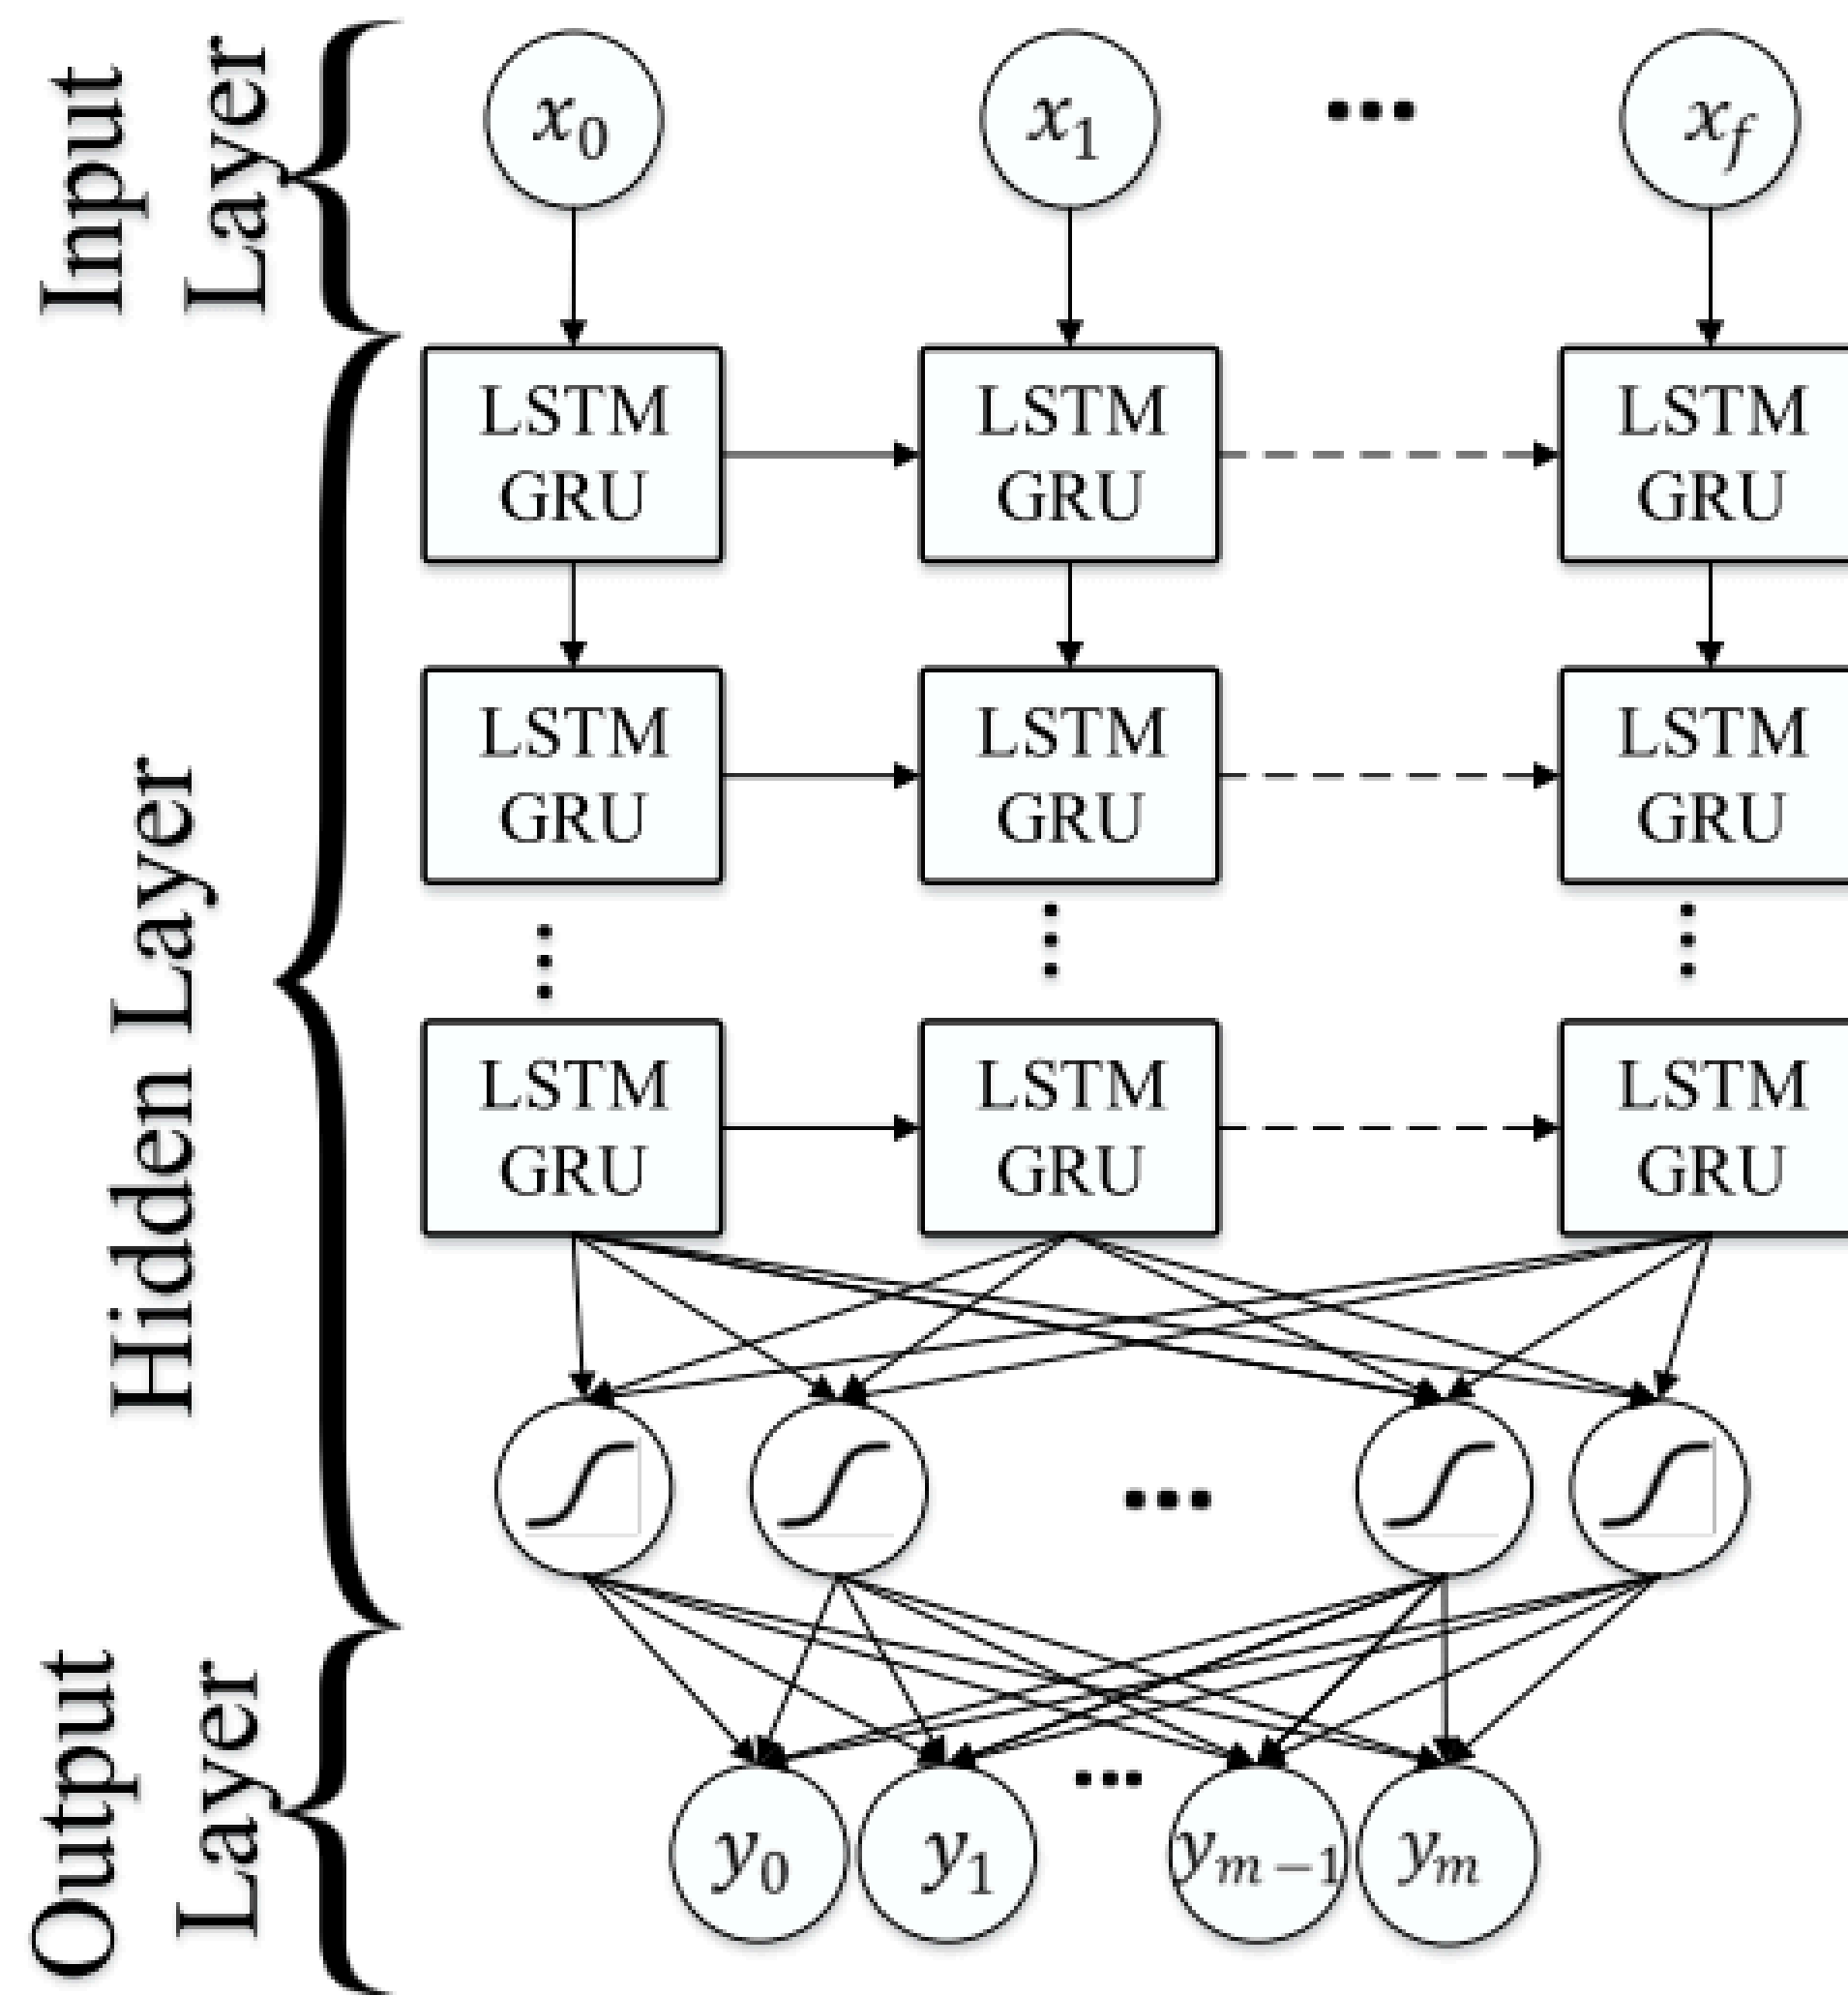 Input
Layer
x₀ x₁ ... x_f
LSTM
GRU
LSTM
GRU
LSTM
GRU
LSTM
GRU
LSTM
GRU
LSTM
GRU
Hidden Layer
LSTM
GRU
LSTM
GRU
LSTM
GRU
...
Output
Layer
...
y₀ y₁ yₘ₋₁ yₘ